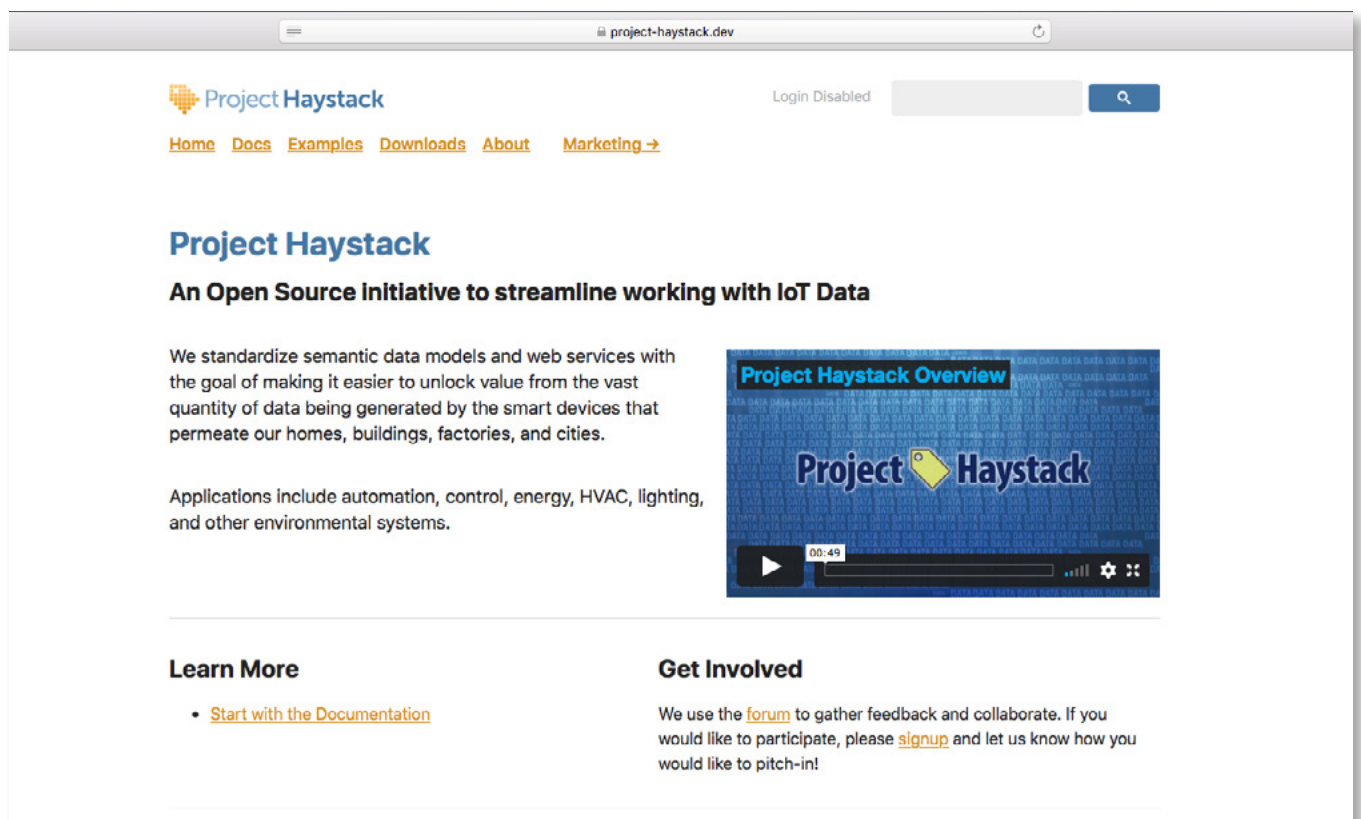 project-haystack.dev
Project Haystack
Login Disabled
Home Docs Examples Downloads About Marketing →
Project Haystack
An Open Source initiative to streamline working with IoT Data
We standardize semantic data models and web services with
the goal of making it easier to unlock value from the vast
quantity of data being generated by the smart devices that
permeate our homes, buildings, factories, and cities.
Applications include automation, control, energy, HVAC, lighting,
and other environmental systems.
Project Haystack Overview
Project Haystack
00:49
Learn More
• Start with the Documentation
Get Involved
We use the forum to gather feedback and collaborate. If you
would like to participate, please signup and let us know how you
would like to pitch-in!